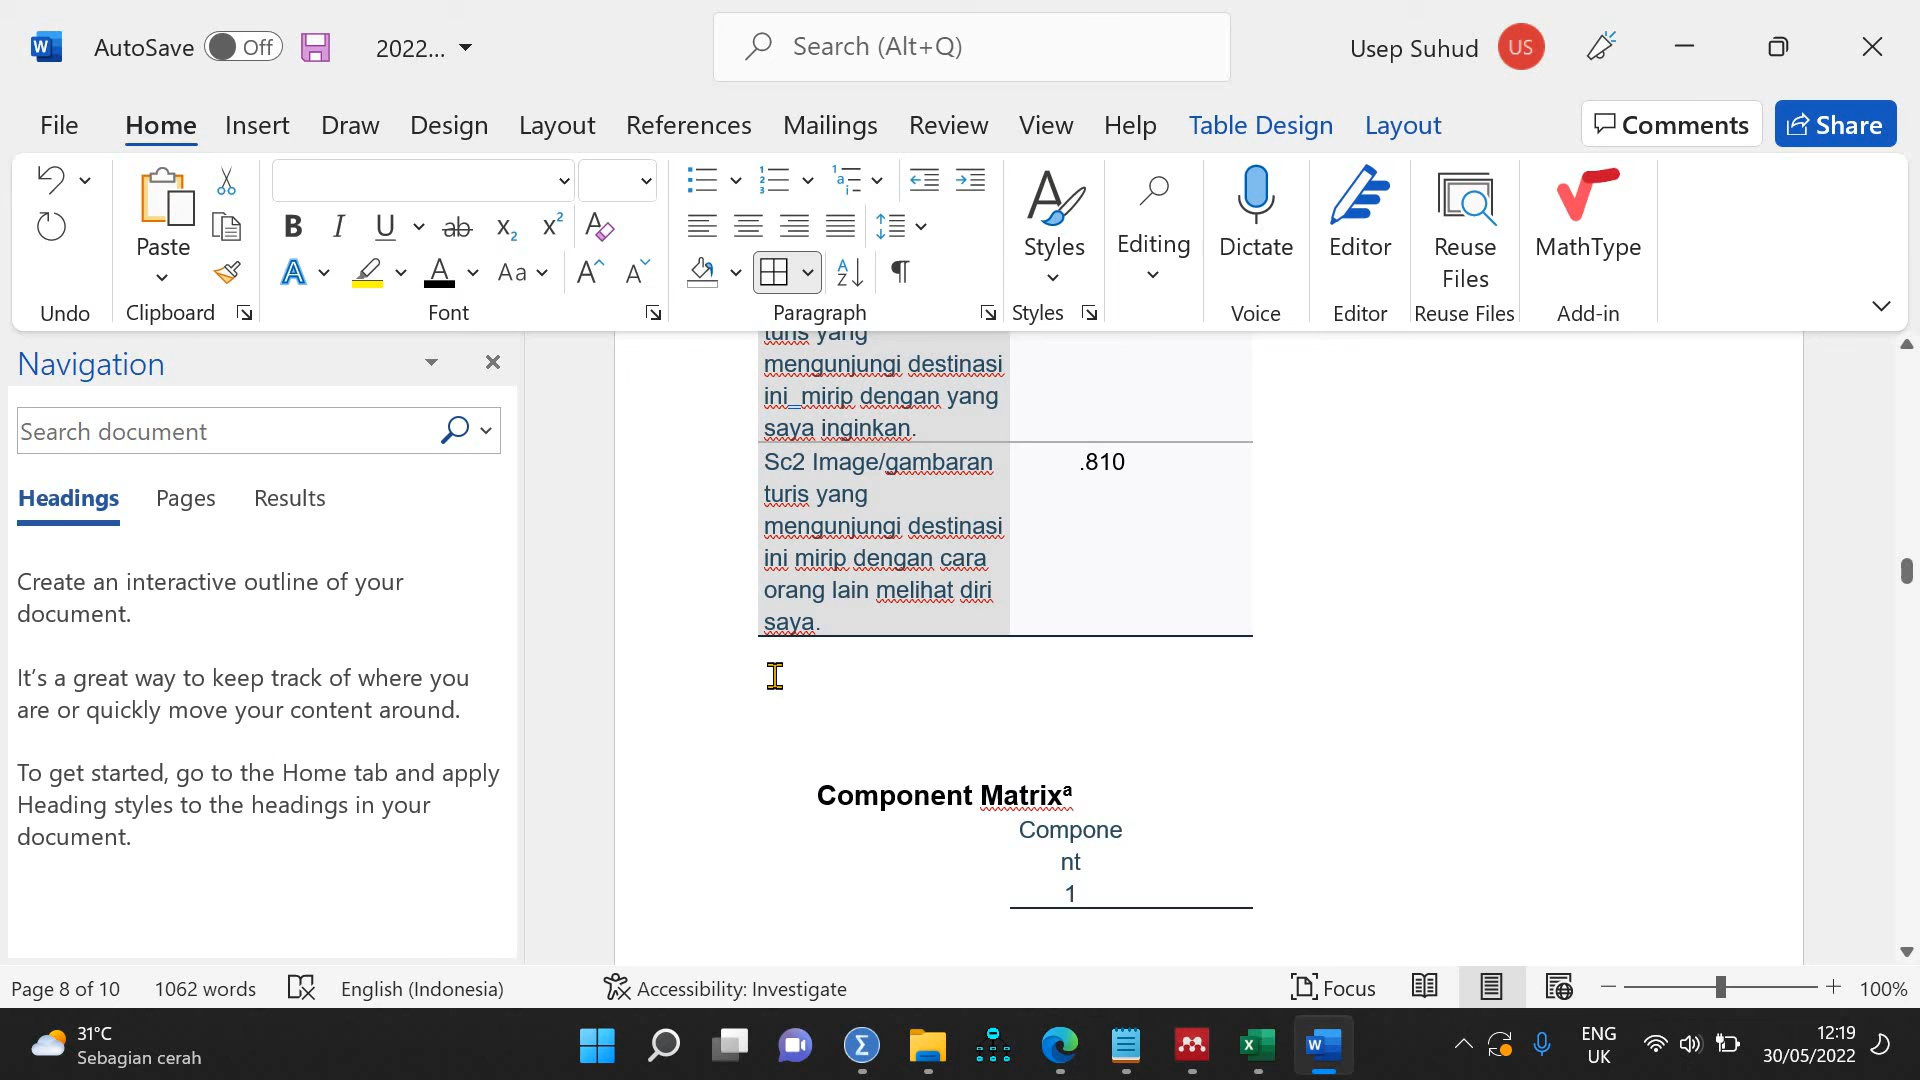 AutoSave Off 2022... Search (Alt+Q) Usep Suhud US
File Home Insert Draw Design Layout References Mailings Review View Help Table Design Layout Comments Share
Paste
Undo Clipboard Font Paragraph Styles
Styles Editing Dictate Editor Reuse Files MathType
Voice Editor Reuse Files Add-in
Navigation
Search document
Headings Pages Results
Create an interactive outline of your
document.
It's a great way to keep track of where you
are or quickly move your content around.
To get started, go to the Home tab and apply
Heading styles to the headings in your
document.
turis yang
mengunjungi destinasi
ini_mirip dengan yang
saya inginkan.
Sc2 Image/gambaran .810
turis yang
mengunjungi destinasi
ini mirip dengan cara
orang lain melihat diri
saya.
Component Matrixᵃ
Compone
nt
1
Page 8 of 10 1062 words English (Indonesia) Accessibility: Investigate Focus 100%
31°C
Sebagian cerah
ENG
UK
12:19
30/05/2022